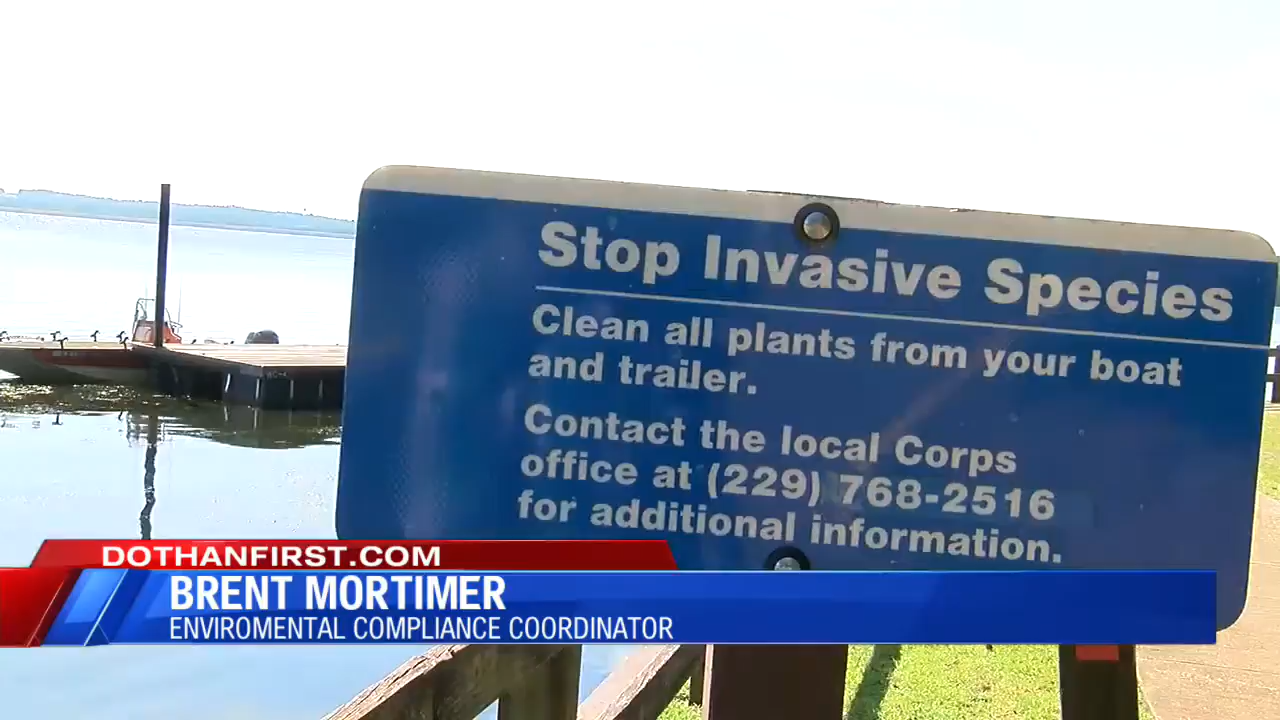 Stop Invasive Species
Clean all plants from your boat
and trailer.
Contact the local Corps
office at (229) 768-2516
for additional information.
DOTHANFIRST.COM
BRENT MORTIMER
ENVIROMENTAL COMPLIANCE COORDINATOR